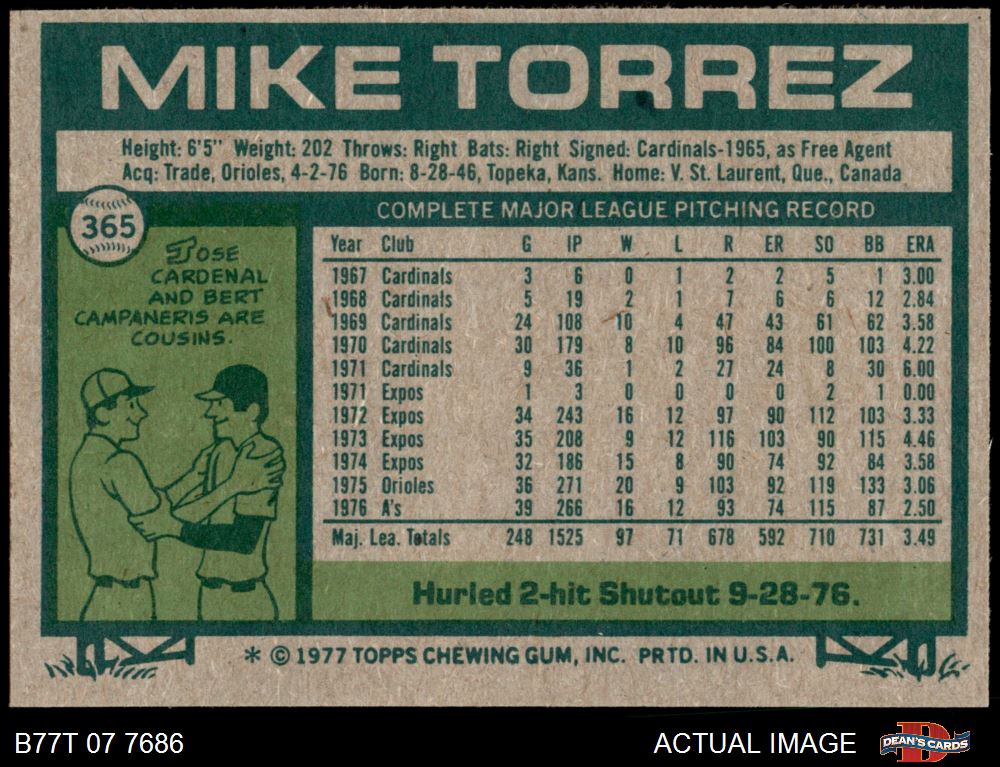 MIKE TORREZ
Height: 6'5" Weight: 202 Throws: Right Bats: Right Signed: Cardinals-1965, as Free Agent
Acq: Trade, Orioles, 4-2-76 Born: 8-28-46, Topeka, Kans. Home: V. St. Laurent, Que., Canada
365
JOSE
CARDENAL
AND BERT
CAMPANERIS ARE
COUSINS.
COMPLETE MAJOR LEAGUE PITCHING RECORD
Year Club G IP W L R ER SO BB ERA
1967 Cardinals 3 6 0 1 2 2 5 1 3.00
1968 Cardinals 5 19 2 1 7 6 6 12 2.84
1969 Cardinals 24 108 10 4 47 43 61 62 3.58
1970 Cardinals 30 179 8 10 96 84 100 103 4.22
1971 Cardinals 9 36 1 2 27 24 8 30 6.00
1971 Expos 1 3 0 0 0 0 2 1 0.00
1972 Expos 34 243 16 12 97 90 112 103 3.33
1973 Expos 35 208 9 12 116 103 90 115 4.46
1974 Expos 32 186 15 8 90 74 92 84 3.58
1975 Orioles 36 271 20 9 103 92 119 133 3.06
1976 A's 39 266 16 12 93 74 115 87 2.50
Maj. Lea. Totals 248 1525 97 71 678 592 710 731 3.49
Hurled 2-hit Shutout 9-28-76.
* © 1977 TOPPS CHEWING GUM, INC. PRTD. IN U.S.A.
B77T 07 7686
ACTUAL IMAGE
DEAN'S CARDS